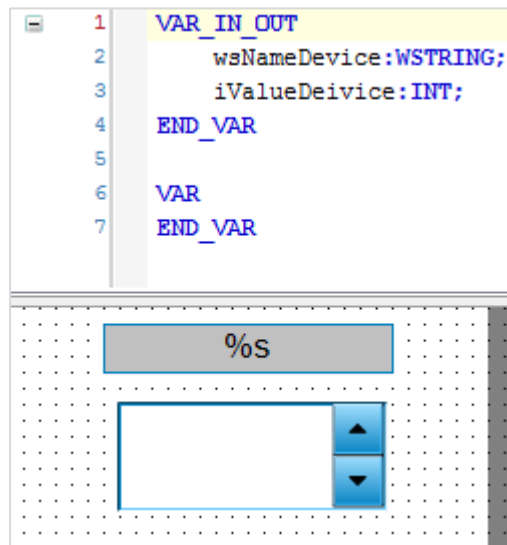 1 VAR_IN_OUT
2 wsNameDevice:WSTRING;
3 iValueDeivice:INT;
4 END_VAR
5
6 VAR
7 END_VAR
%s